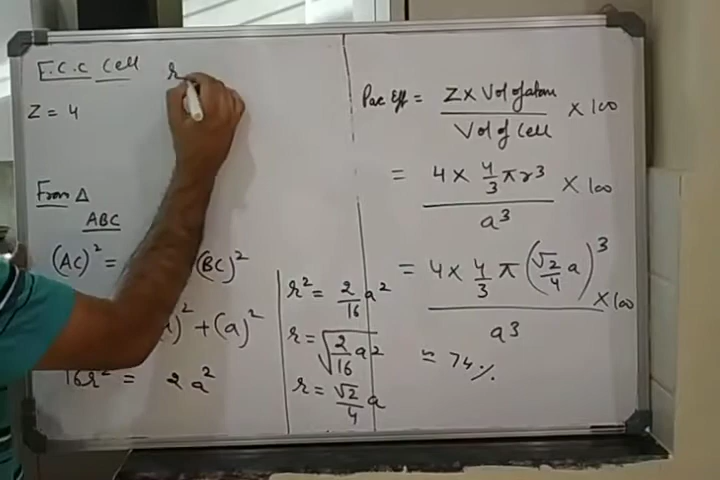 F.C.C Cell r
Z = 4
From Δ
ABC
(AC)² = (BC)²
)² + (a)²
16r² = 2a²
r² = 2/16 a²
r = √(2/16 a²)
r = √2/4 a
Pac Eff = Z × Vol of atom / Vol of Cell × 100
= 4 × 4/3 π r³ / a³ × 100
= 4 × 4/3 π (√2/4 a)³ / a³ × 100
≈ 74 %